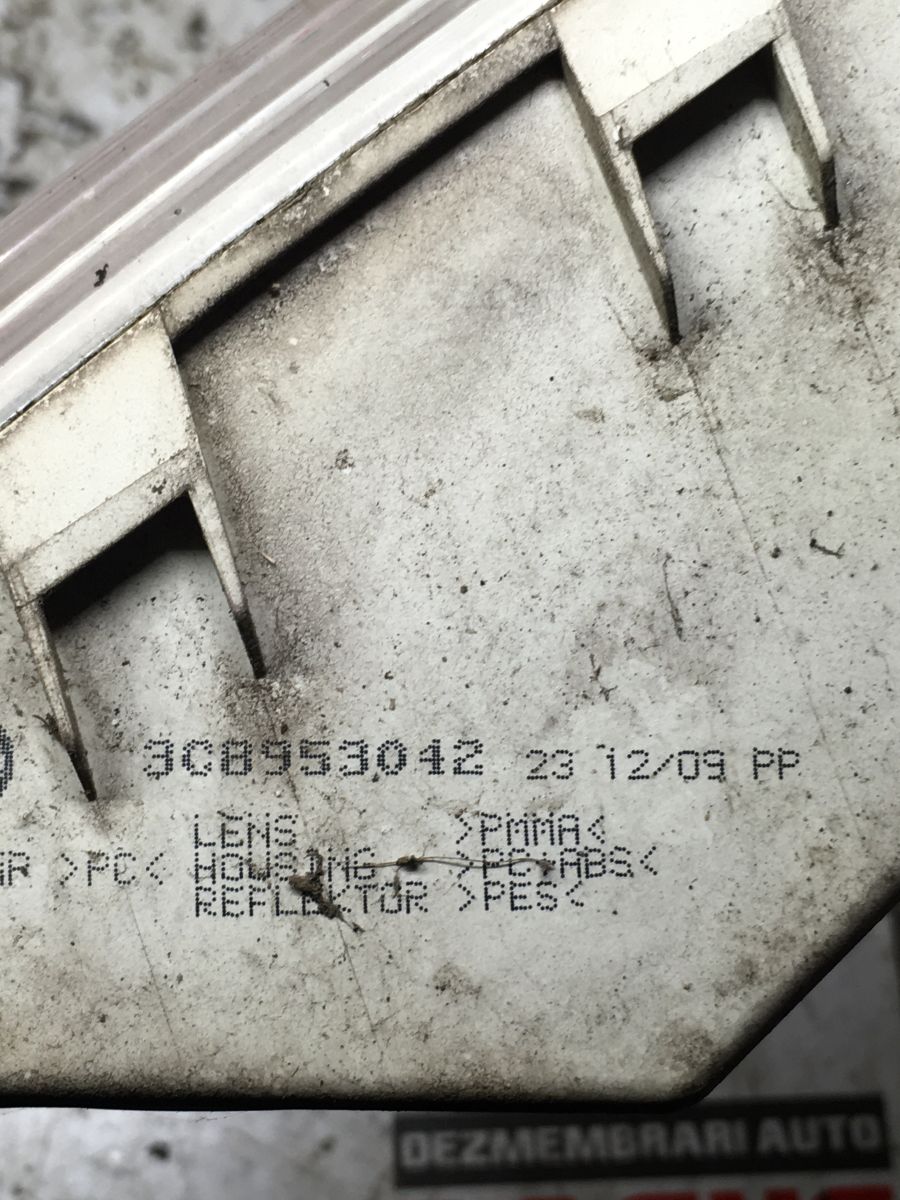 3C8953042 23 12/09 PP
LENS >PMMA<
>PC< HOUSING >PC+ABS<
REFLEKTOR >PES<
DEZMEMBRARI AUTO